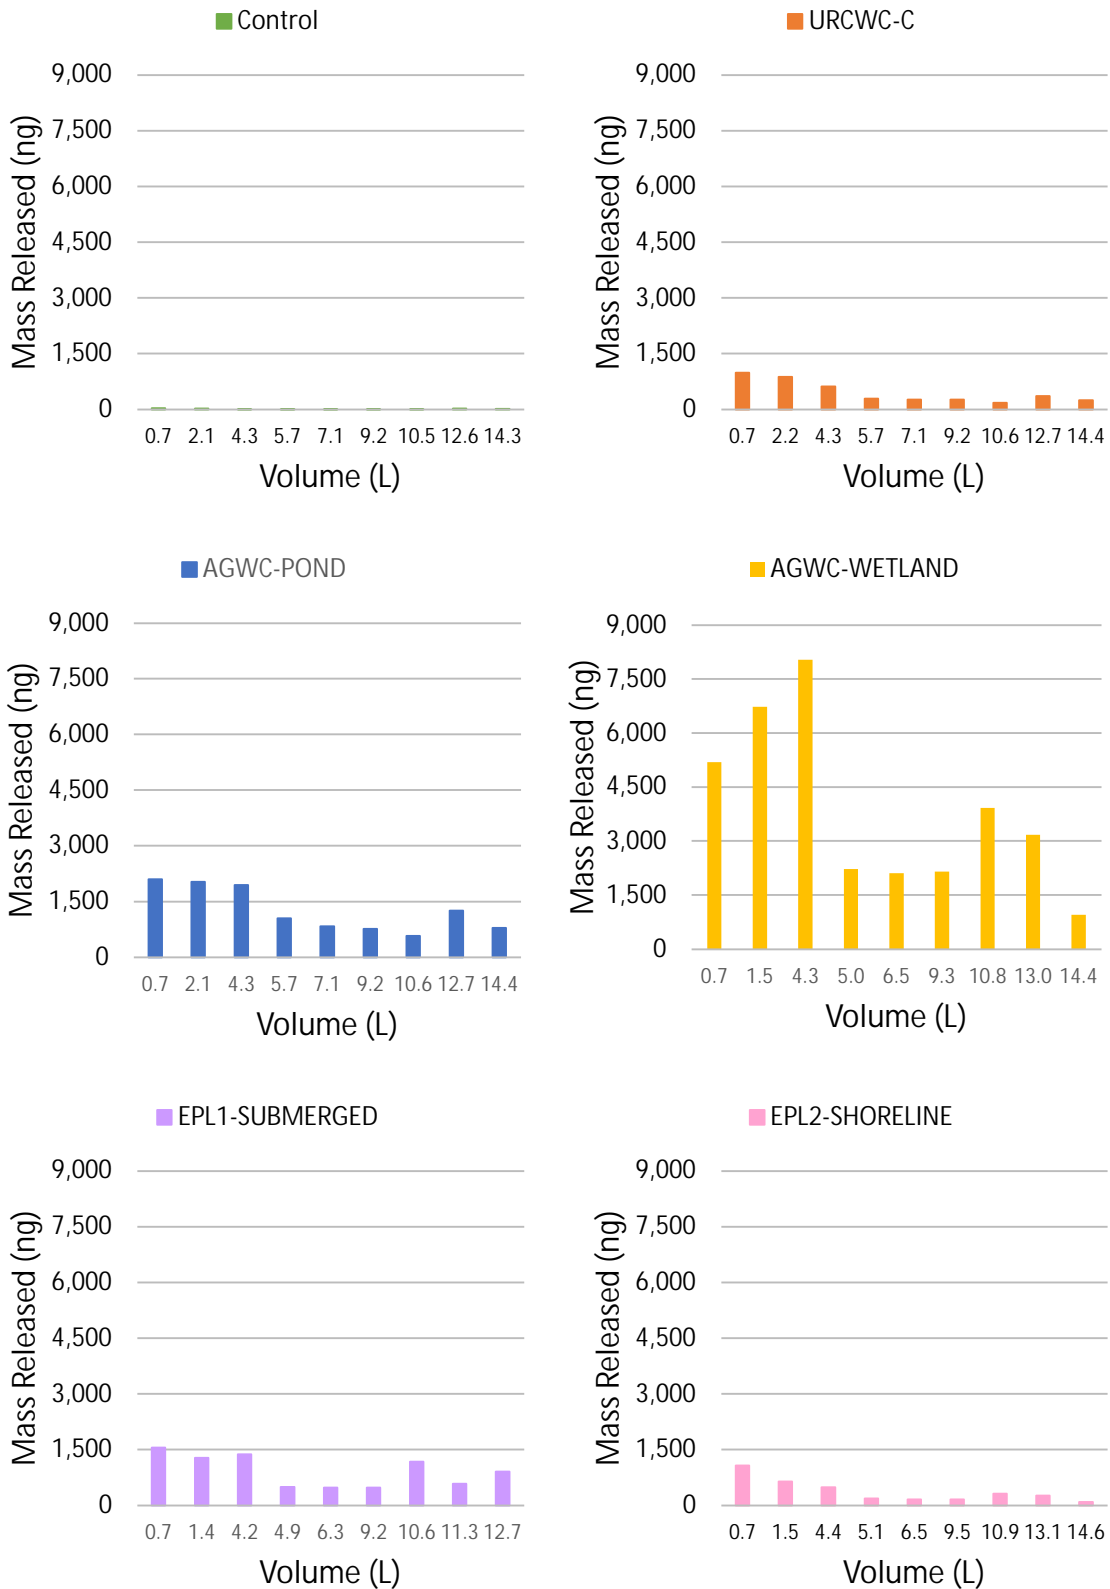 Control
9,000
7,500
6,000
4,500
3,000
1,500
0
Mass Released (ng)
0.7 2.1 4.3 5.7 7.1 9.2 10.5 12.6 14.3
Volume (L)
URCWC-C
9,000
7,500
6,000
4,500
3,000
1,500
0
Mass Released (ng)
0.7 2.2 4.3 5.7 7.1 9.2 10.6 12.7 14.4
Volume (L)
AGWC-POND
9,000
7,500
6,000
4,500
3,000
1,500
0
Mass Released (ng)
0.7 2.1 4.3 5.7 7.1 9.2 10.6 12.7 14.4
Volume (L)
AGWC-WETLAND
9,000
7,500
6,000
4,500
3,000
1,500
0
Mass Released (ng)
0.7 1.5 4.3 5.0 6.5 9.3 10.8 13.0 14.4
Volume (L)
EPL1-SUBMERGED
9,000
7,500
6,000
4,500
3,000
1,500
0
Mass Released (ng)
0.7 1.4 4.2 4.9 6.3 9.2 10.6 11.3 12.7
Volume (L)
EPL2-SHORELINE
9,000
7,500
6,000
4,500
3,000
1,500
0
Mass Released (ng)
0.7 1.5 4.4 5.1 6.5 9.5 10.9 13.1 14.6
Volume (L)